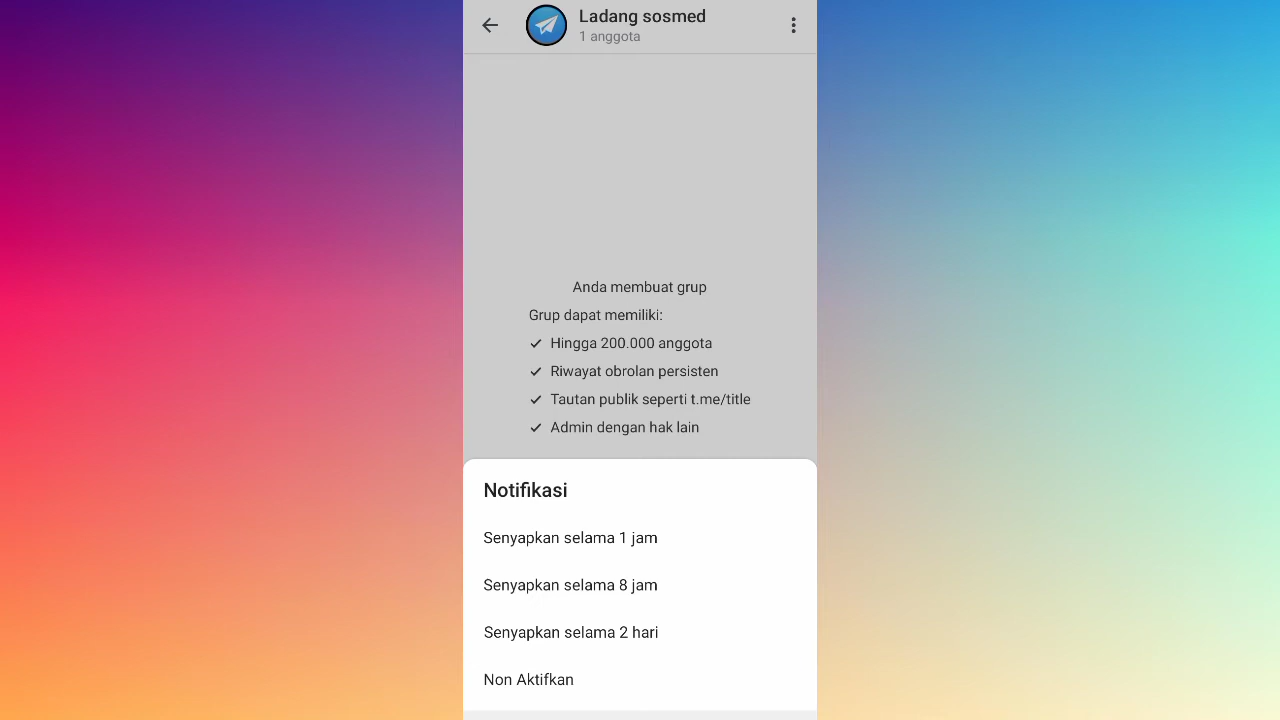 Ladang sosmed
1 anggota
Anda membuat grup
Grup dapat memiliki:
Hingga 200.000 anggota
Riwayat obrolan persisten
Tautan publik seperti t.me/title
Admin dengan hak lain
Notifikasi
Senyapkan selama 1 jam
Senyapkan selama 8 jam
Senyapkan selama 2 hari
Non Aktifkan